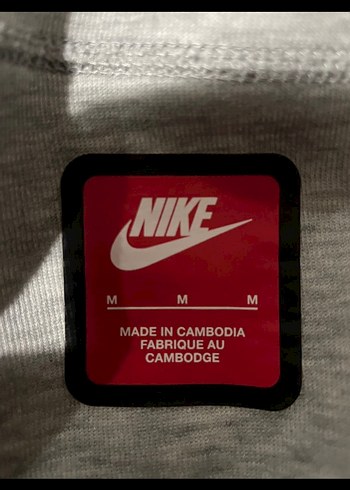 NIKE
M M M
MADE IN CAMBODIA
FABRIQUE AU
CAMBODGE